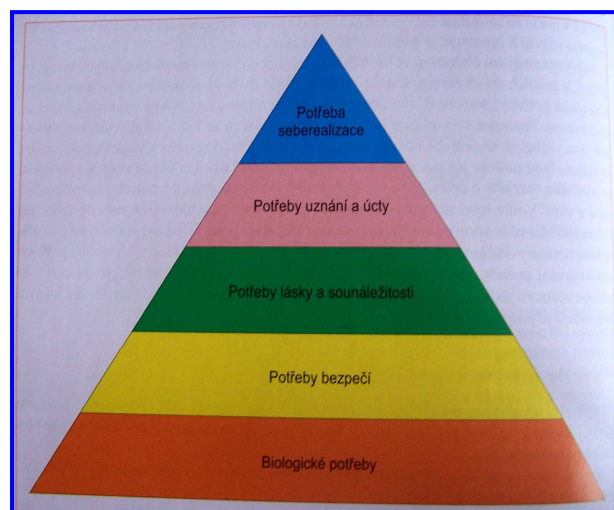 Potřeba
seberealizace
Potřeby uznání a úcty
Potřeby lásky a sounáležitosti
Potřeby bezpečí
Biologické potřeby